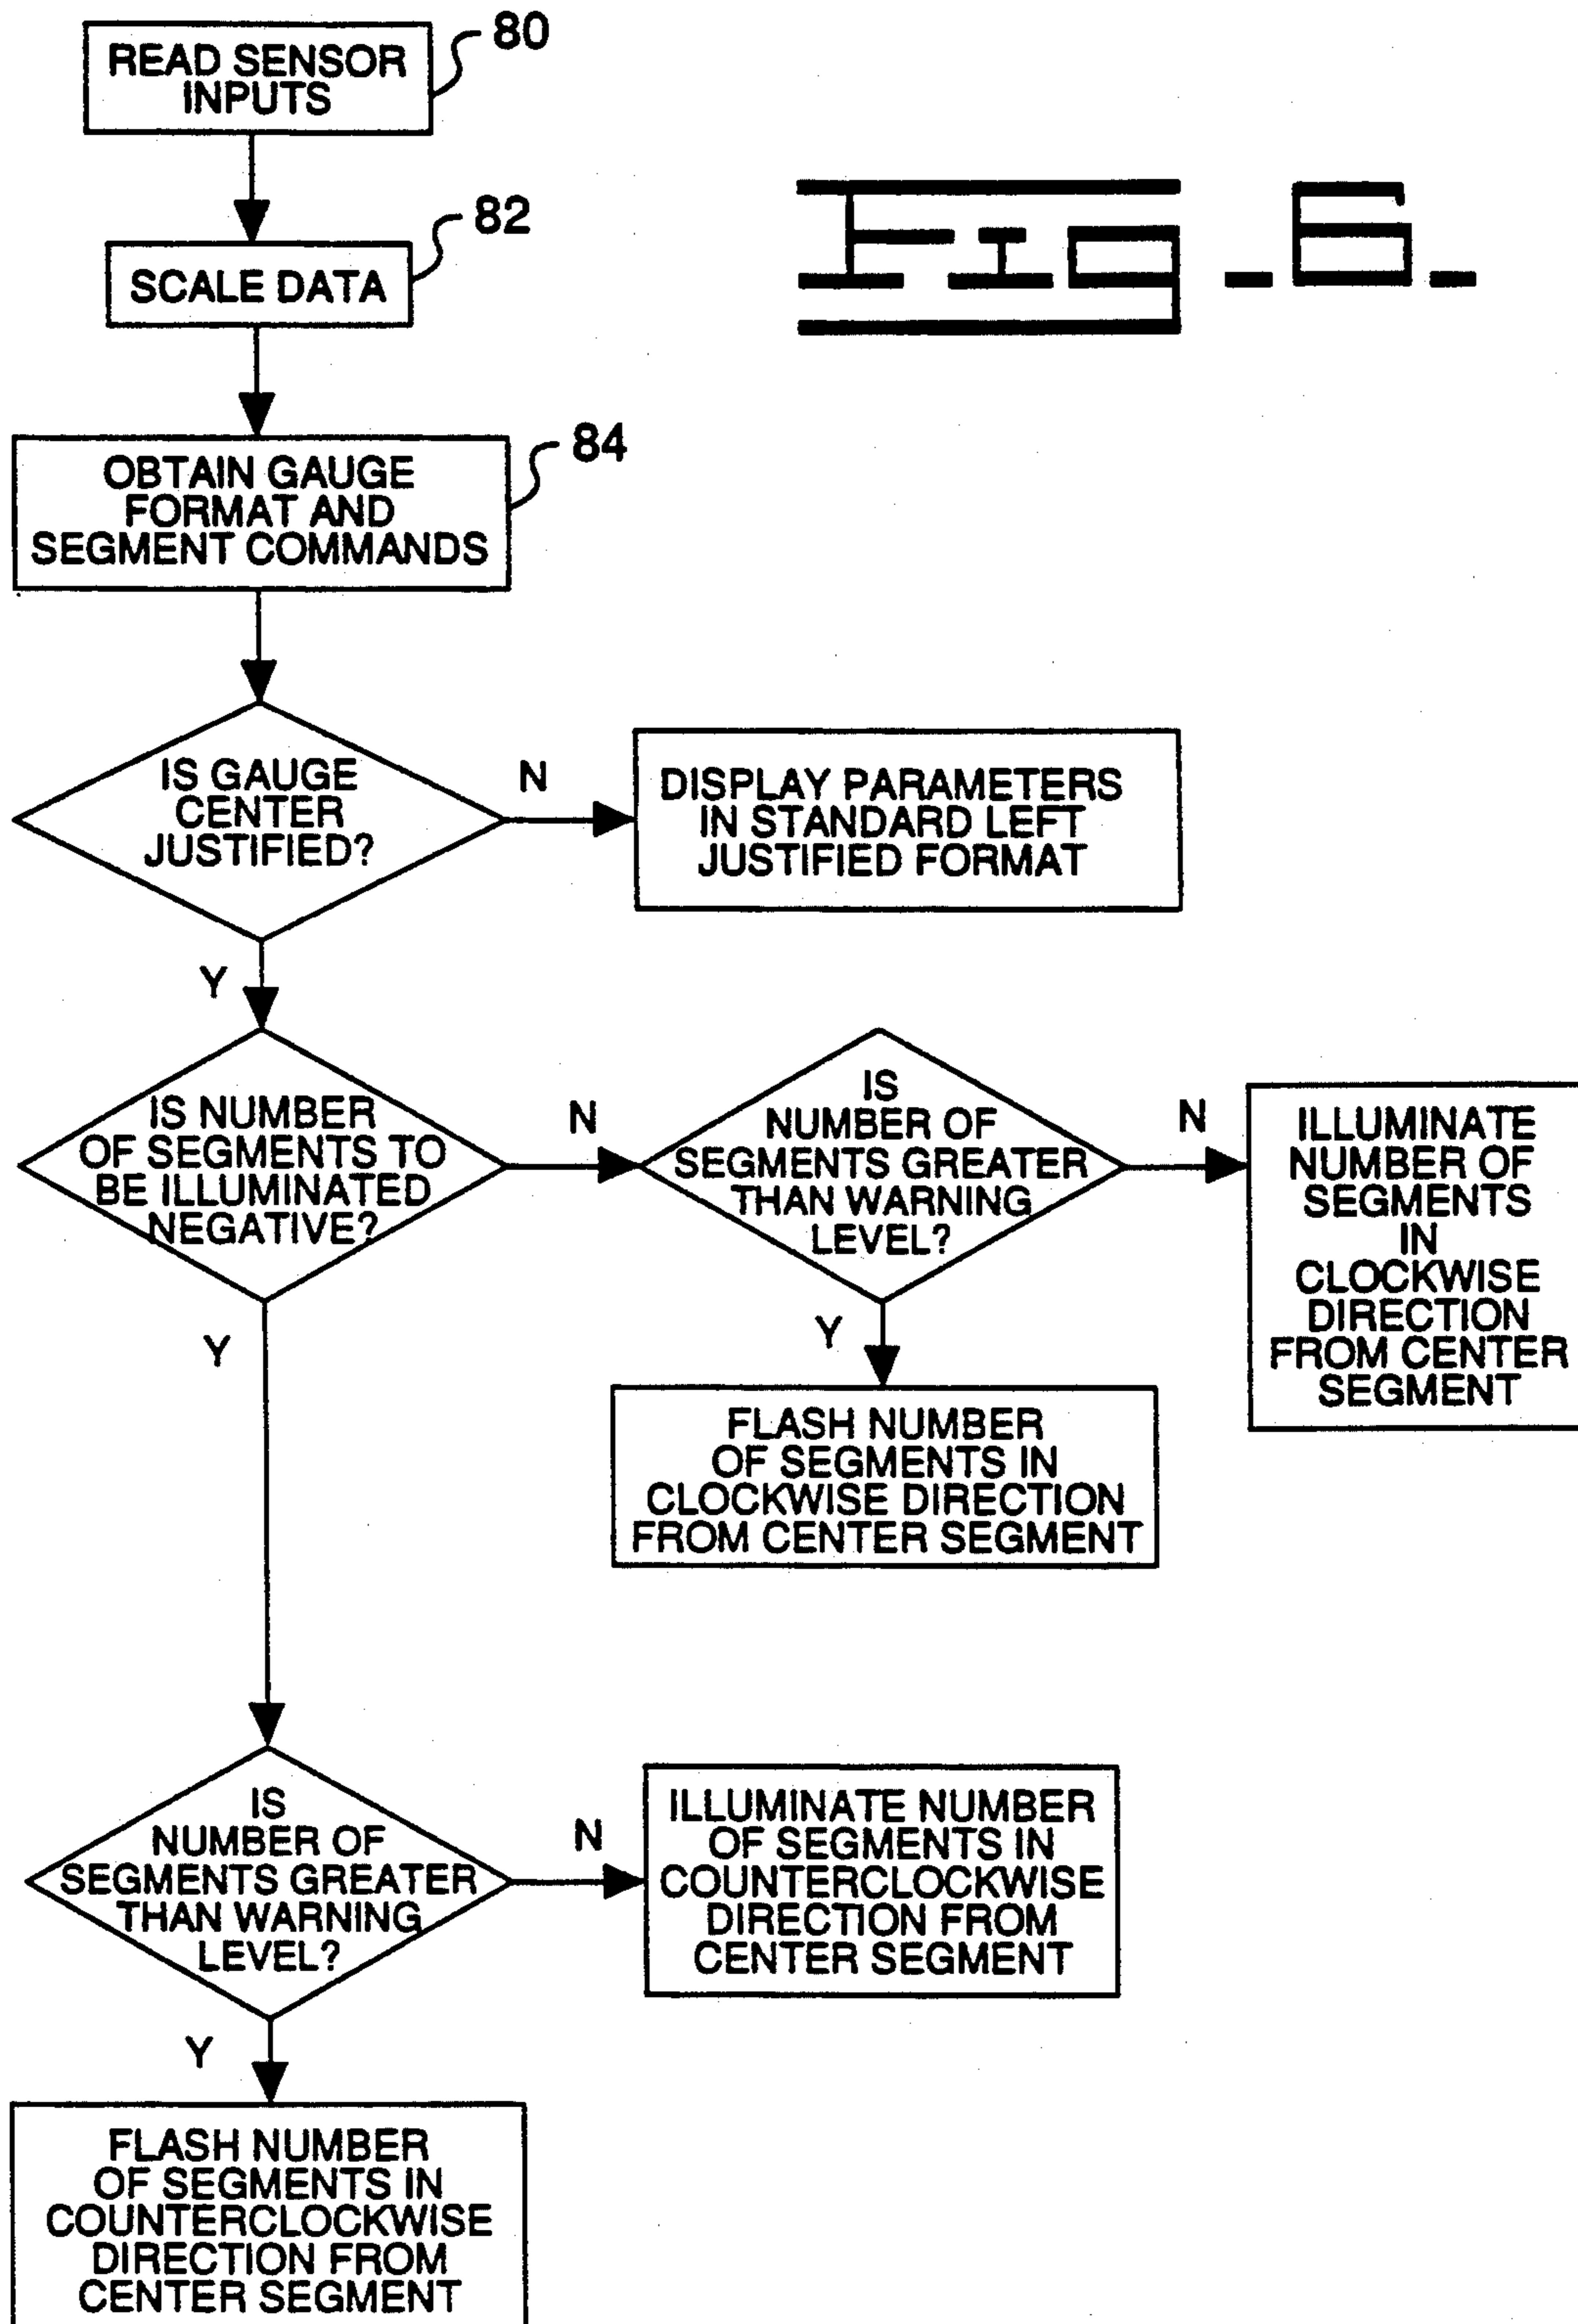 80
READ SENSOR
INPUTS
FIG_6_
82
SCALE DATA
84
OBTAIN GAUGE
FORMAT AND
SEGMENT COMMANDS
IS GAUGE
CENTER
JUSTIFIED?
N
DISPLAY PARAMETERS
IN STANDARD LEFT
JUSTIFIED FORMAT
Y
IS NUMBER
OF SEGMENTS TO
BE ILLUMINATED
NEGATIVE?
N
IS
NUMBER OF
SEGMENTS GREATER
THAN WARNING
LEVEL?
N
ILLUMINATE
NUMBER OF
SEGMENTS
IN
CLOCKWISE
DIRECTION
FROM CENTER
SEGMENT
Y
FLASH NUMBER
OF SEGMENTS IN
CLOCKWISE DIRECTION
FROM CENTER SEGMENT
Y
IS
NUMBER OF
SEGMENTS GREATER
THAN WARNING
LEVEL?
N
ILLUMINATE NUMBER
OF SEGMENTS IN
COUNTERCLOCKWISE
DIRECTION FROM
CENTER SEGMENT
Y
FLASH NUMBER
OF SEGMENTS IN
COUNTERCLOCKWISE
DIRECTION FROM
CENTER SEGMENT